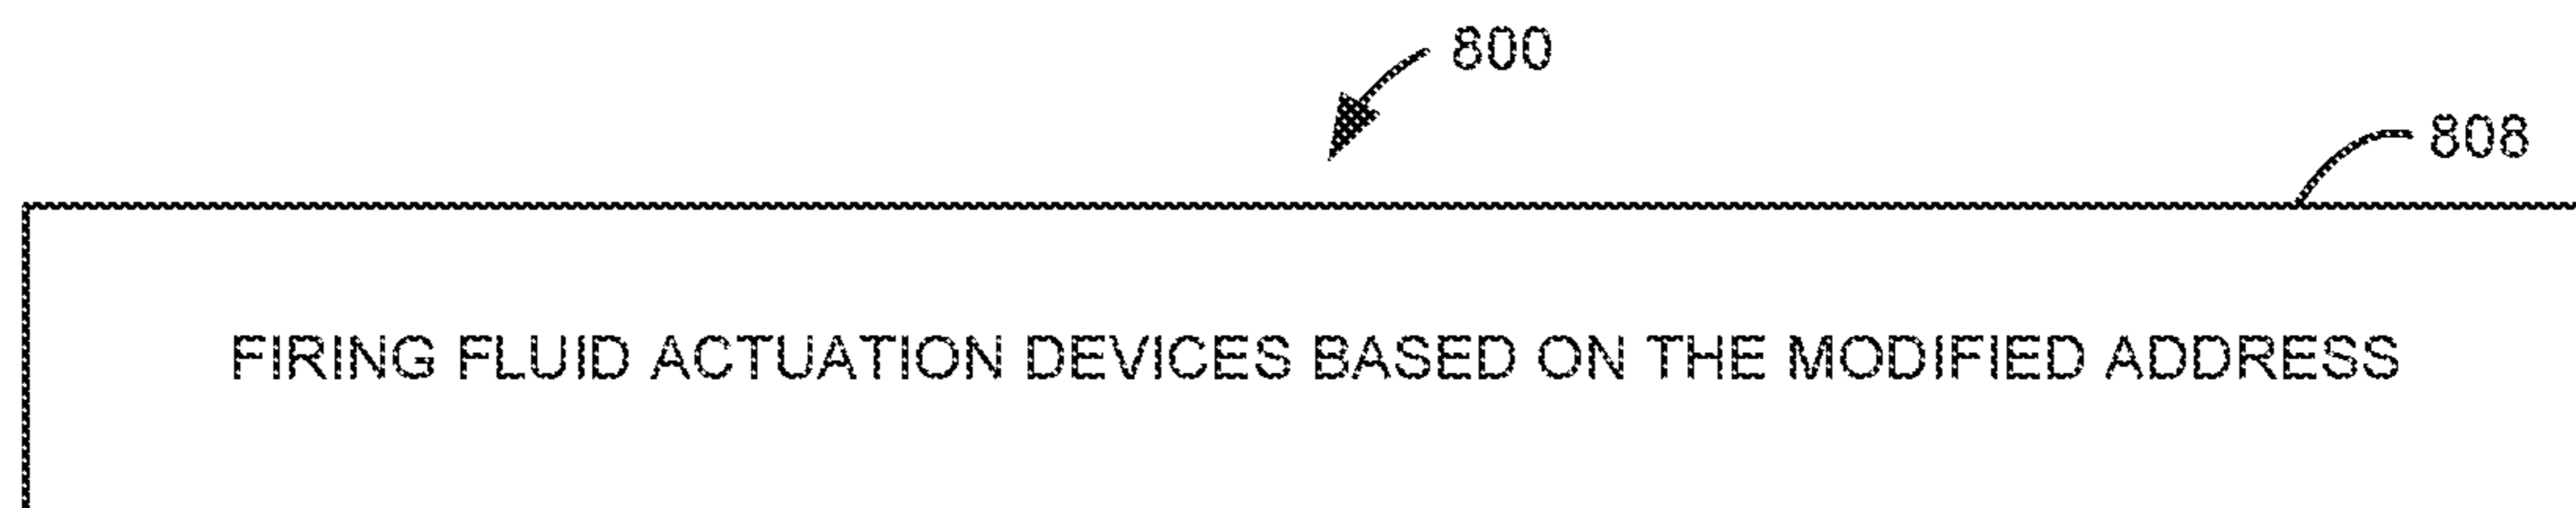 800
808
FIRING FLUID ACTUATION DEVICES BASED ON THE MODIFIED ADDRESS